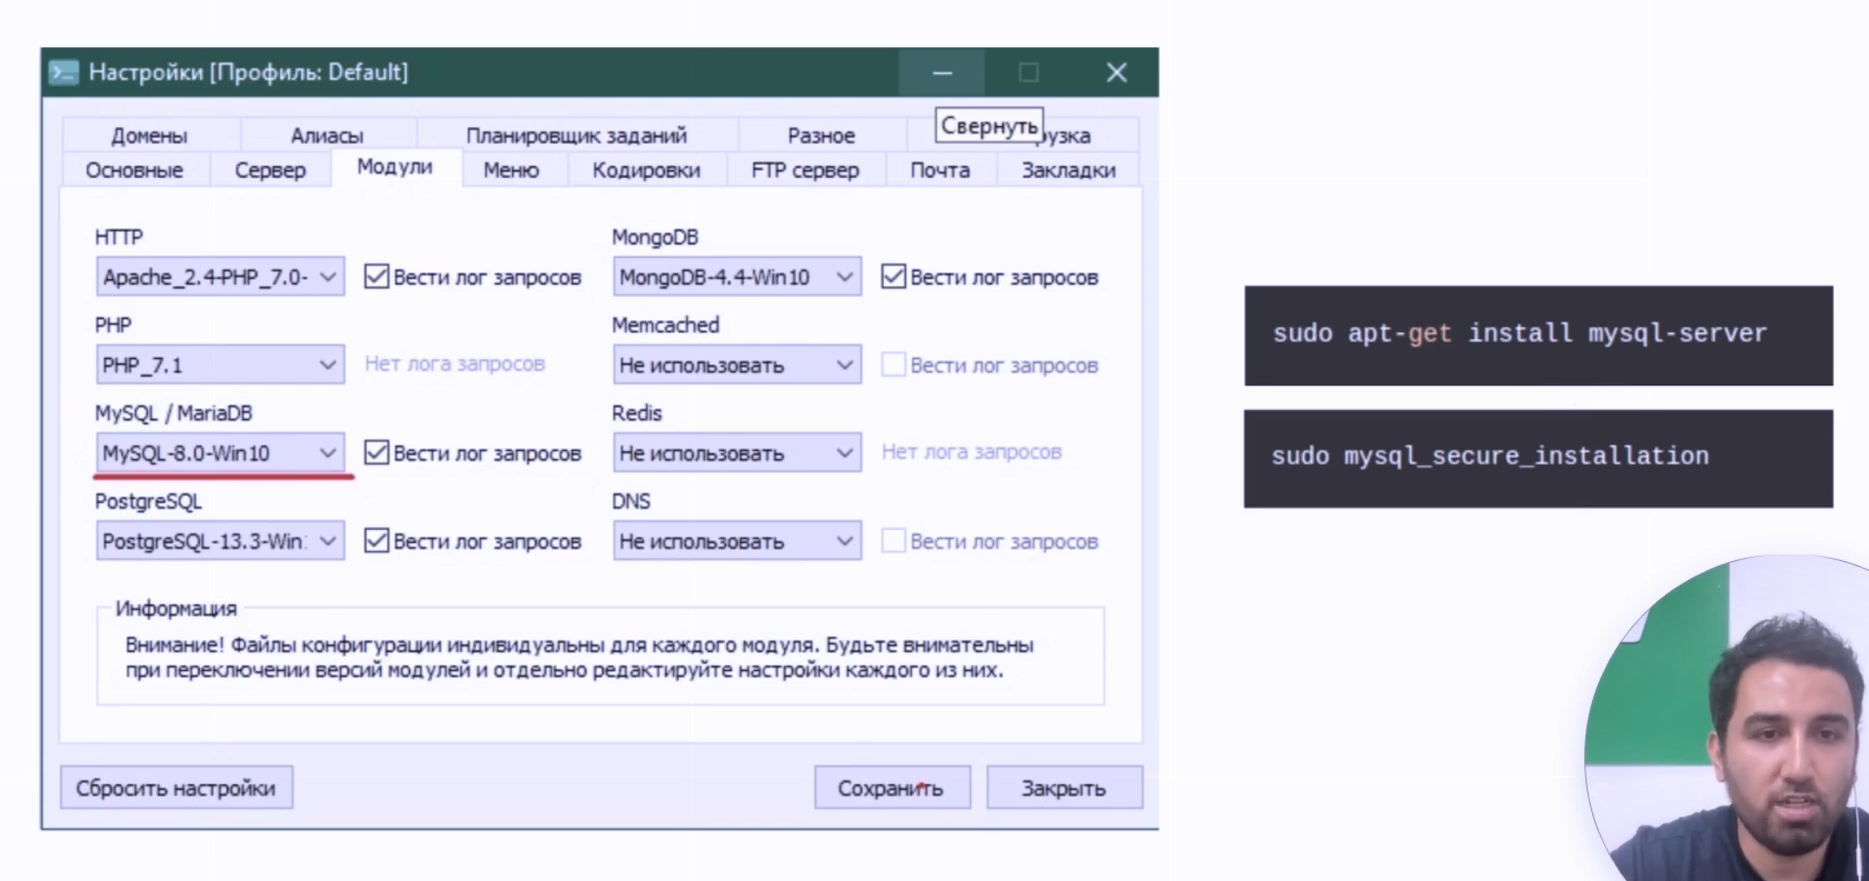 Настройки [Профиль: Default]
Свернуть
Домены Алиасы Планировщик заданий Разное рузка
Основные Сервер Модули Меню Кодировки FTP сервер Почта Закладки
HTTP MongoDB
Apache_2.4-PHP_7.0- Вести лог запросов MongoDB-4.4-Win10 Вести лог запросов
PHP Memcached
PHP_7.1 Нет лога запросов Не использовать Вести лог запросов
MySQL / MariaDB Redis
MySQL-8.0-Win10 Вести лог запросов Не использовать Нет лога запросов
PostgreSQL DNS
PostgreSQL-13.3-Win Вести лог запросов Не использовать Вести лог запросов
Информация
Внимание! Файлы конфигурации индивидуальны для каждого модуля. Будьте внимательны
при переключении версий модулей и отдельно редактируйте настройки каждого из них.
Сбросить настройки Сохранить Закрыть
sudo apt-get install mysql-server
sudo mysql_secure_installation